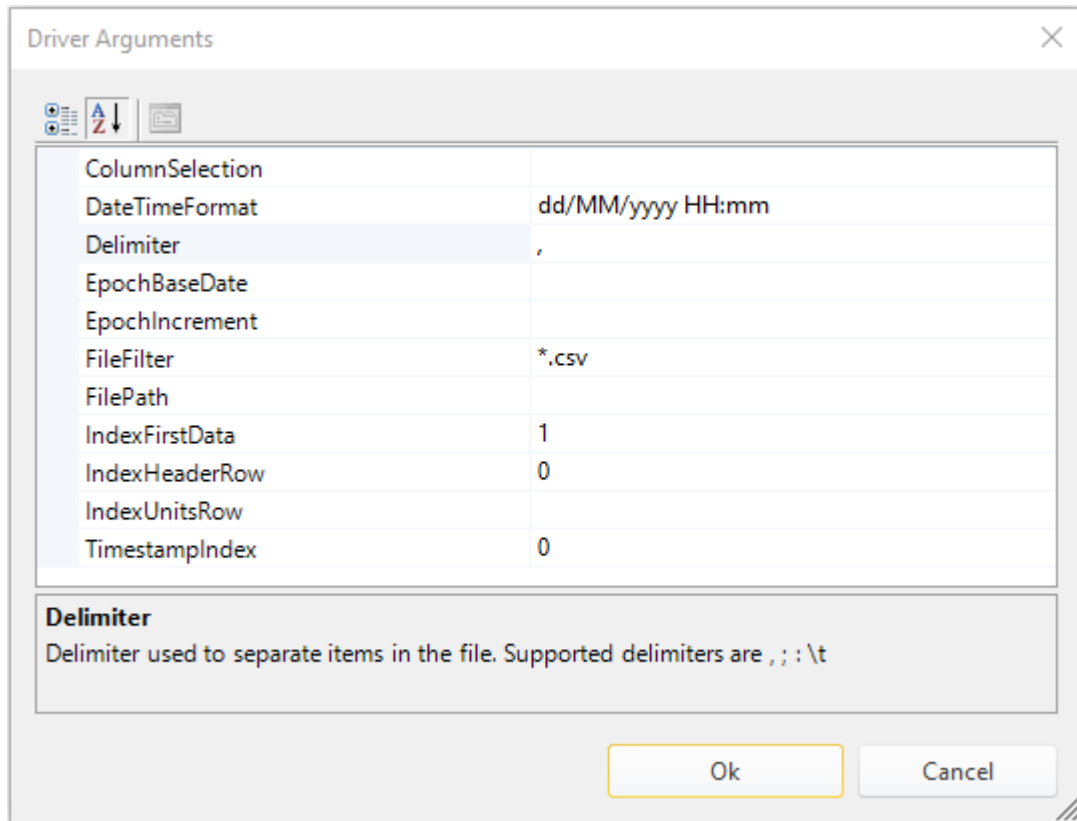 Driver Arguments
ColumnSelection
DateTimeFormat dd/MM/yyyy HH:mm
Delimiter ,
EpochBaseDate
EpochIncrement
FileFilter *.csv
FilePath
IndexFirstData 1
IndexHeaderRow 0
IndexUnitsRow
TimestampIndex 0
Delimiter
Delimiter used to separate items in the file. Supported delimiters are , ; : \t
Ok Cancel